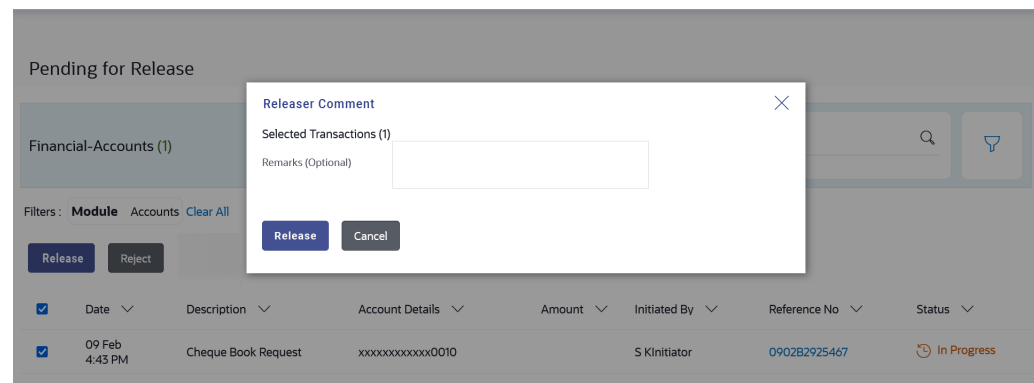 Pending for Release
Releaser Comment
Selected Transactions (1)
Remarks (Optional)
Release Cancel
Financial-Accounts (1)
Filters : Module Accounts Clear All
Release Reject
Date Description Account Details Amount Initiated By Reference No Status
09 Feb
4:43 PM
Cheque Book Request xxxxxxxxxxxx0010 S KInitiator 0902B2925467 In Progress